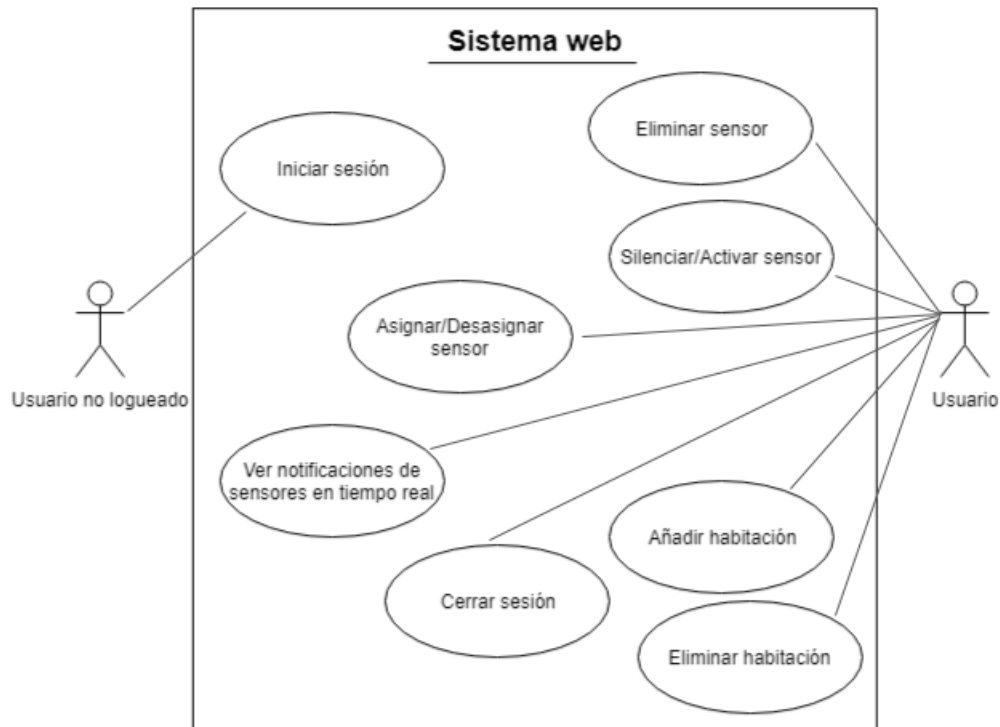 Sistema web
Eliminar sensor
Iniciar sesión
Silenciar/Activar sensor
Asignar/Desasignar
sensor
Usuario no logueado
Usuario
Ver notificaciones de
sensores en tiempo real
Añadir habitación
Cerrar sesión
Eliminar habitación